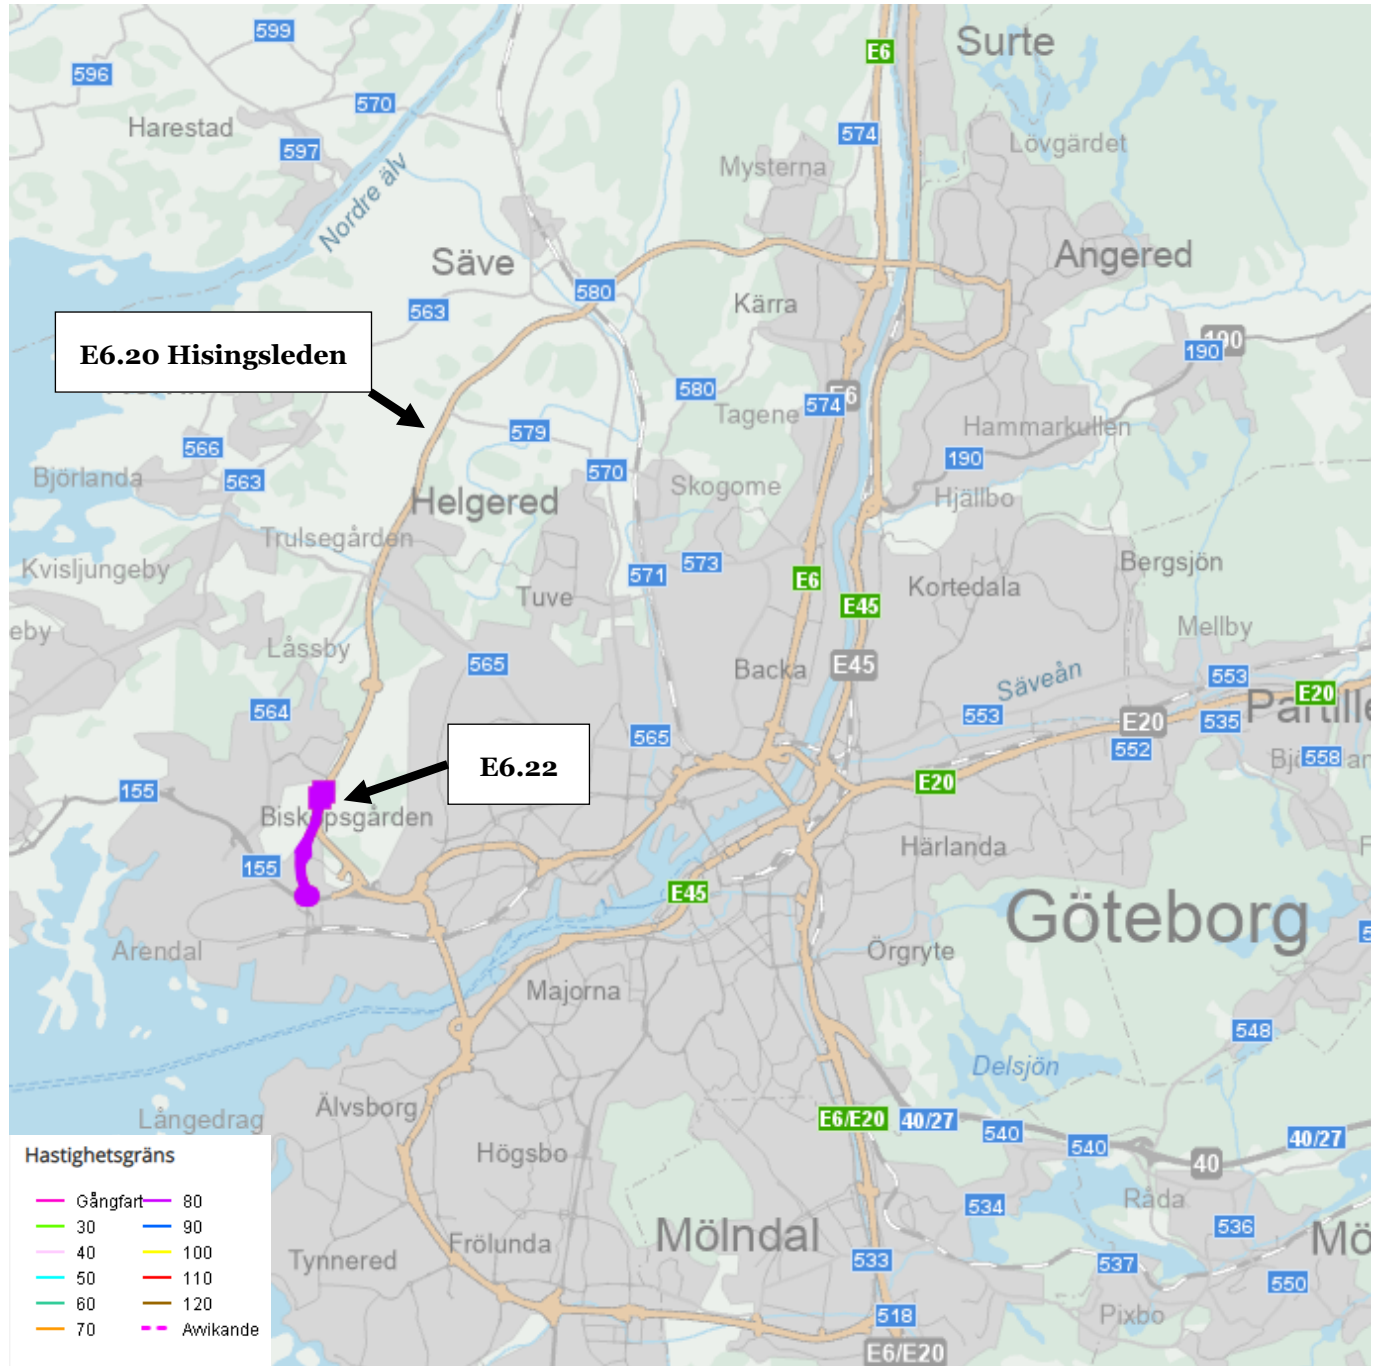 599
E6
Surte
596
570
Harestad
574
Lövgärdet
597
Mysterna
Nordre älv
Säve
Angered
580
Kärra
563
190
190
E6.20 Hisingsleden
580
E6
574
Tagene
566
579
Hammarkullen
190
Björlanda
563
570
Skogome
Hjällbo
Helgered
Trulsegården
Kvisljungeby
573
571
E6
Bergsjön
Kortedala
Tuve
E45
eby
Mellby
Låssby
565
Backa
E45
Säveån
553
E20
564
553
E20
535
Partille
565
552
558
E6.22
155
E20
Biskopsgården
155
Härlanda
E45
Göteborg
Arendal
Örgryte
Majorna
548
Delsjön
Långedrag
Älvsborg
E6/E20
40/27
540
540
40/27
Högsbo
40
Råda
534
536
Mölndal
Mö
Frölunda
Tynnered
533
537
550
518
Pixbo
E6/E20
Hastighetsgräns
Gångfart
30
40
50
60
70
80
90
100
110
120
Avvikande